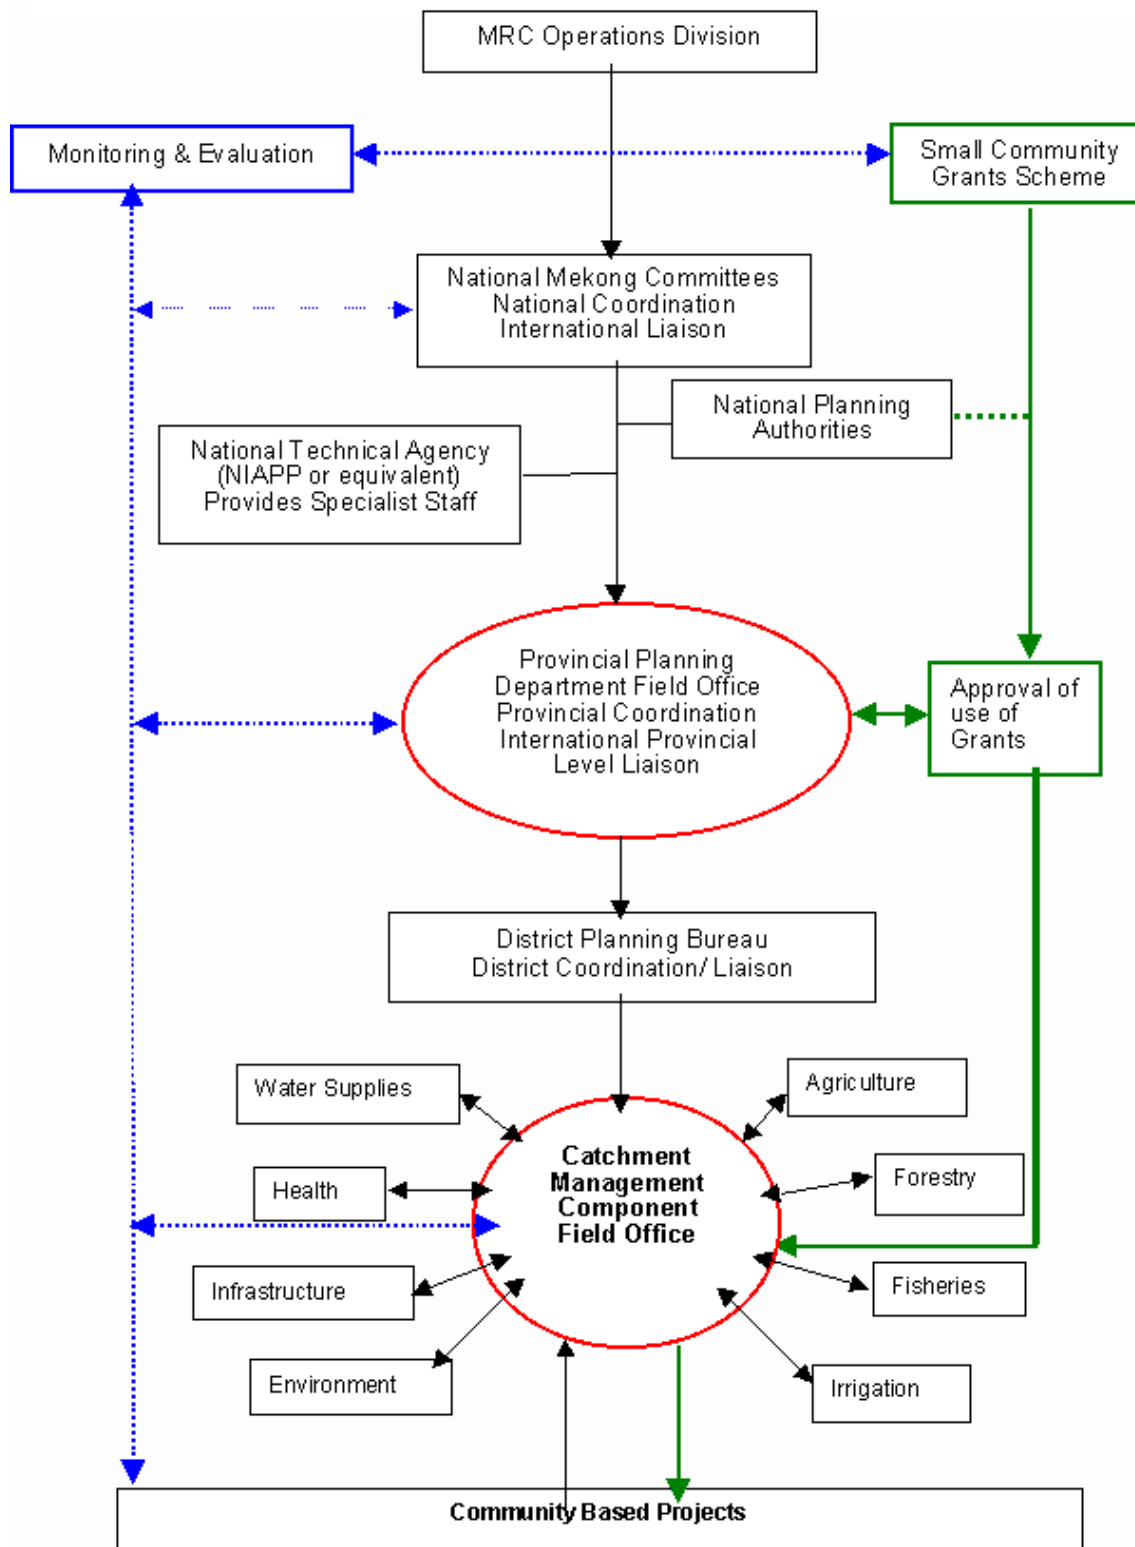 MRC Operations Division
Monitoring & Evaluation
Small Community
Grants Scheme
National Mekong Committees
National Coordination
International Liaison
National Planning
Authorities
National Technical Agency
(NIAPP or equivalent)
Provides Specialist Staff
Provincial Planning
Department Field Office
Provincial Coordination
International Provincial
Level Liaison
Approval of
use of
Grants
District Planning Bureau
District Coordination/ Liaison
Water Supplies
Agriculture
Catchment
Management
Component
Field Office
Health
Forestry
Infrastructure
Fisheries
Environment
Irrigation
Community Based Projects